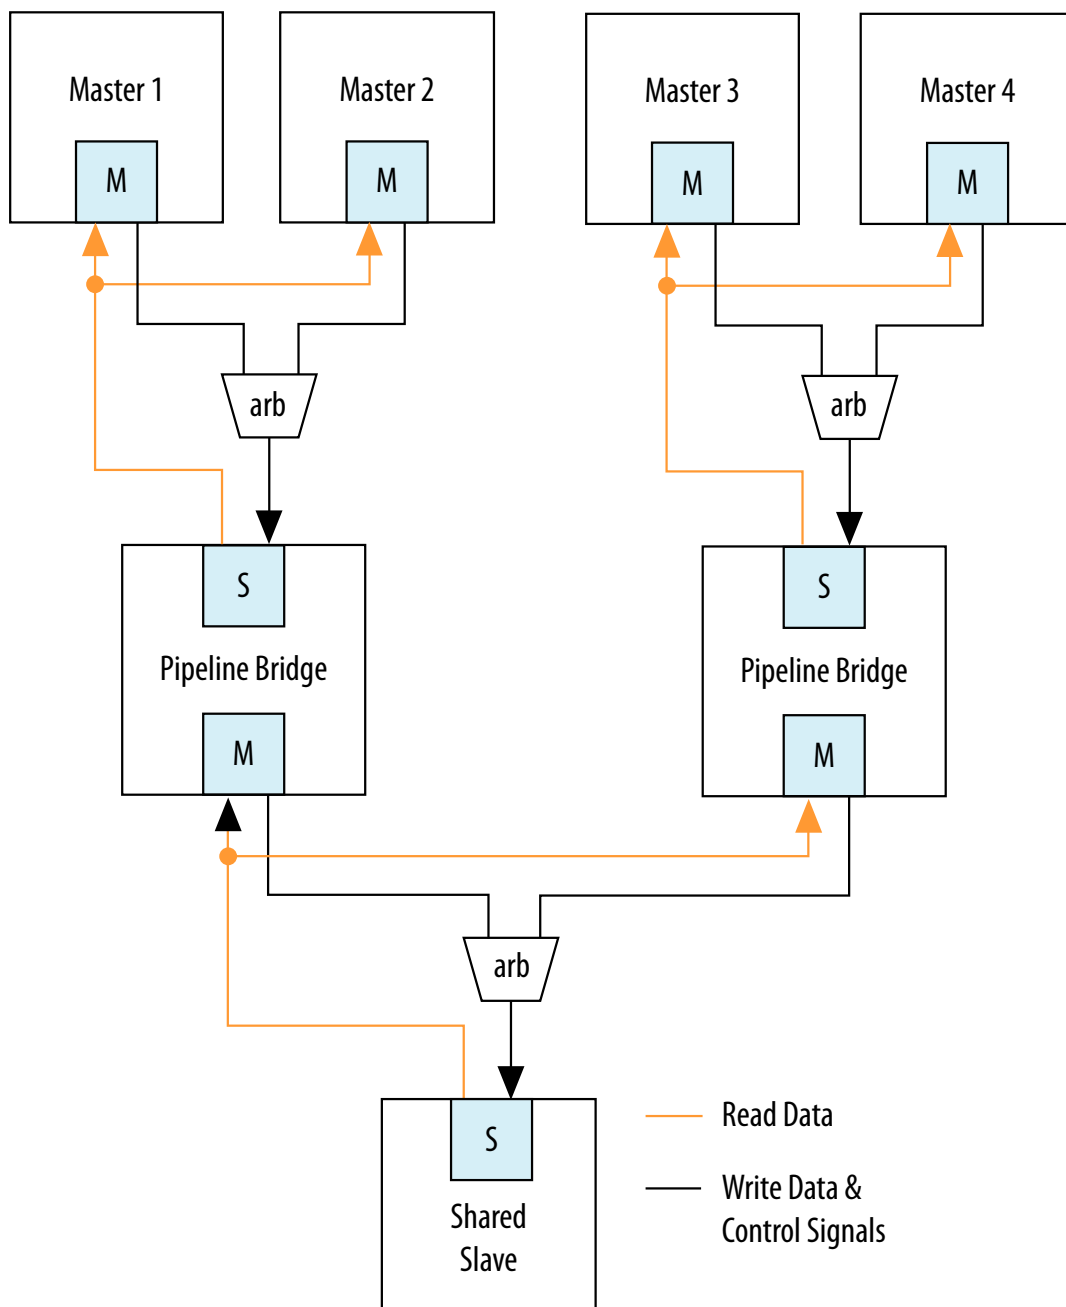 Master 1
Master 2
Master 3
Master 4
M
M
M
M
arb
arb
S
S
Pipeline Bridge
Pipeline Bridge
M
M
arb
S
Shared
Slave
Read Data
Write Data &
Control Signals